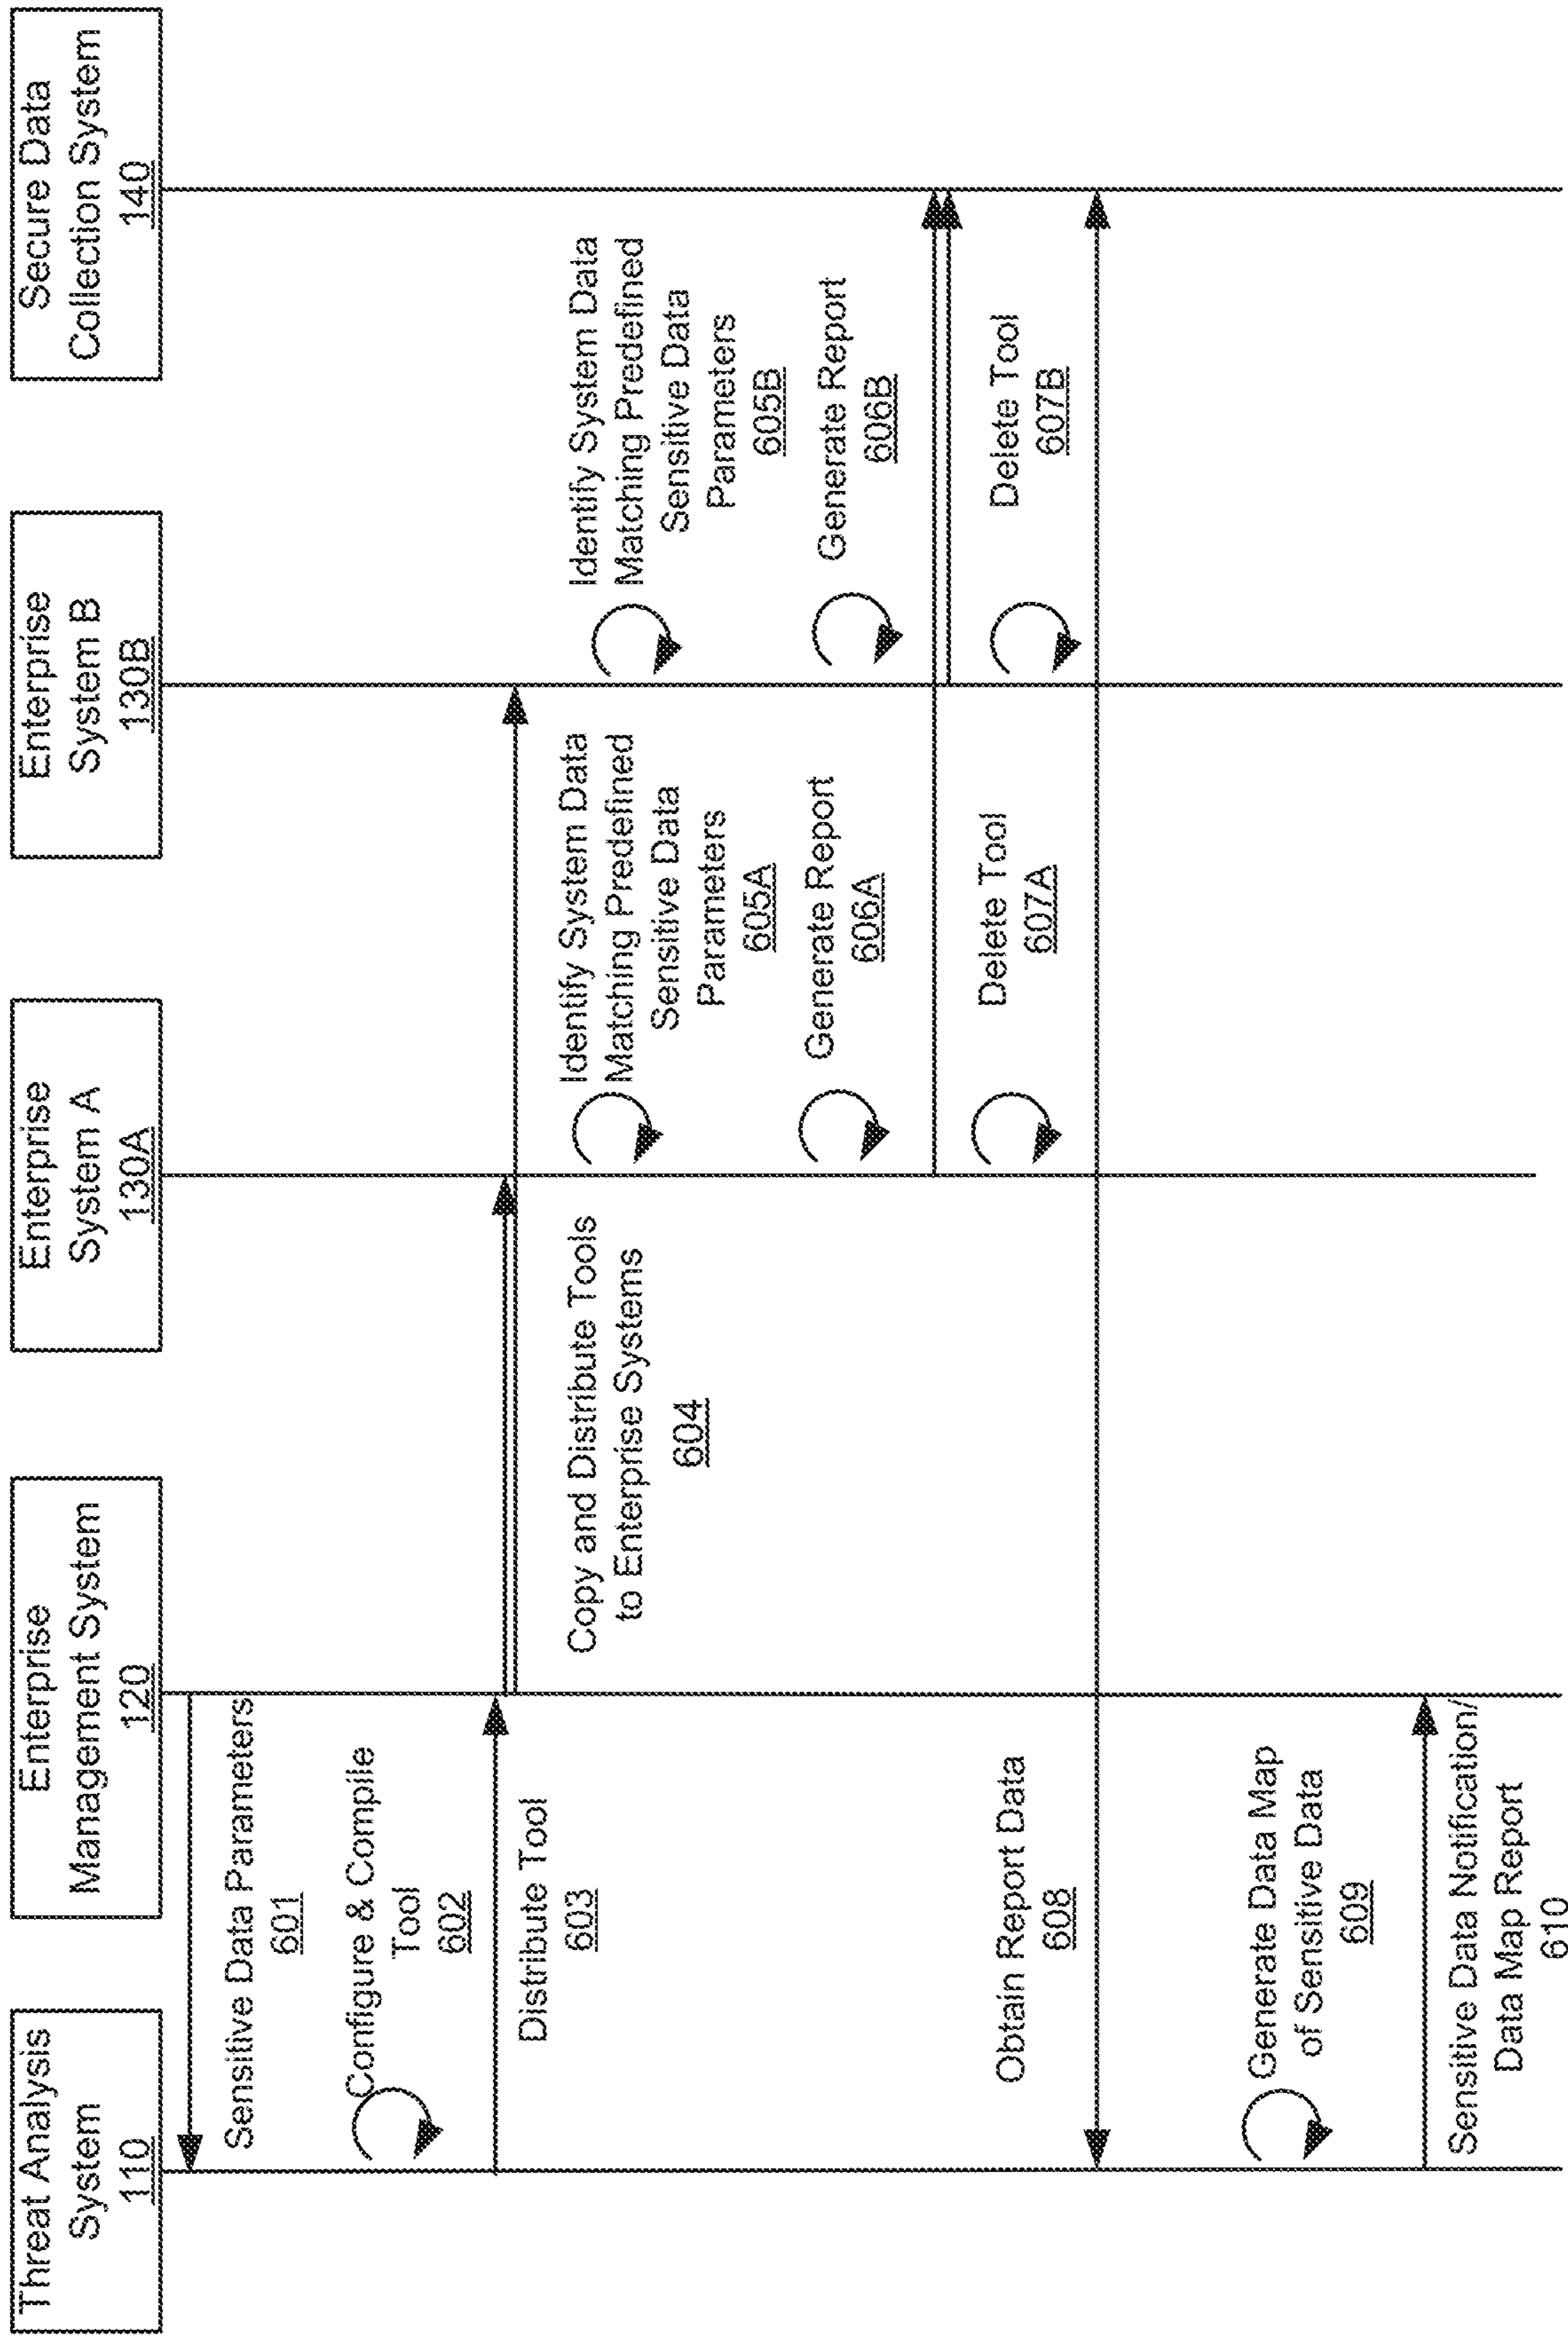 Threat Analysis
System
110
Enterprise
Management System
120
Enterprise
System A
130A
Enterprise
System B
130B
Secure Data
Collection System
140
Sensitive Data Parameters
601
Configure & Compile
Tool
602
Distribute Tool
603
Copy and Distribute Tools
to Enterprise Systems
604
Identify System Data
Matching Predefined
Sensitive Data
Parameters
605A
Identify System Data
Matching Predefined
Sensitive Data
Parameters
605B
Generate Report
606A
Generate Report
606B
Delete Tool
607A
Delete Tool
607B
Obtain Report Data
608
Generate Data Map
of Sensitive Data
609
Sensitive Data Notification/
Data Map Report
610